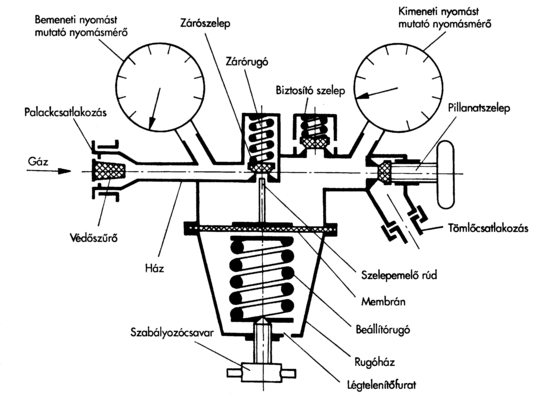 Bemeneti nyomást
mutató nyomásmérő
Zárószelep
Kimeneti nyomást
mutató nyomásmérő
Zárórugó
Biztosító szelep
Pillanatszelep
Palackcsatlakozás
Gáz
Védőszűrő
Ház
Tömlőcsatlakozás
Szelepemelő rúd
Membrán
Beállítórugó
Szabályozócsavar
Rugóház
Légtelenítőfurat